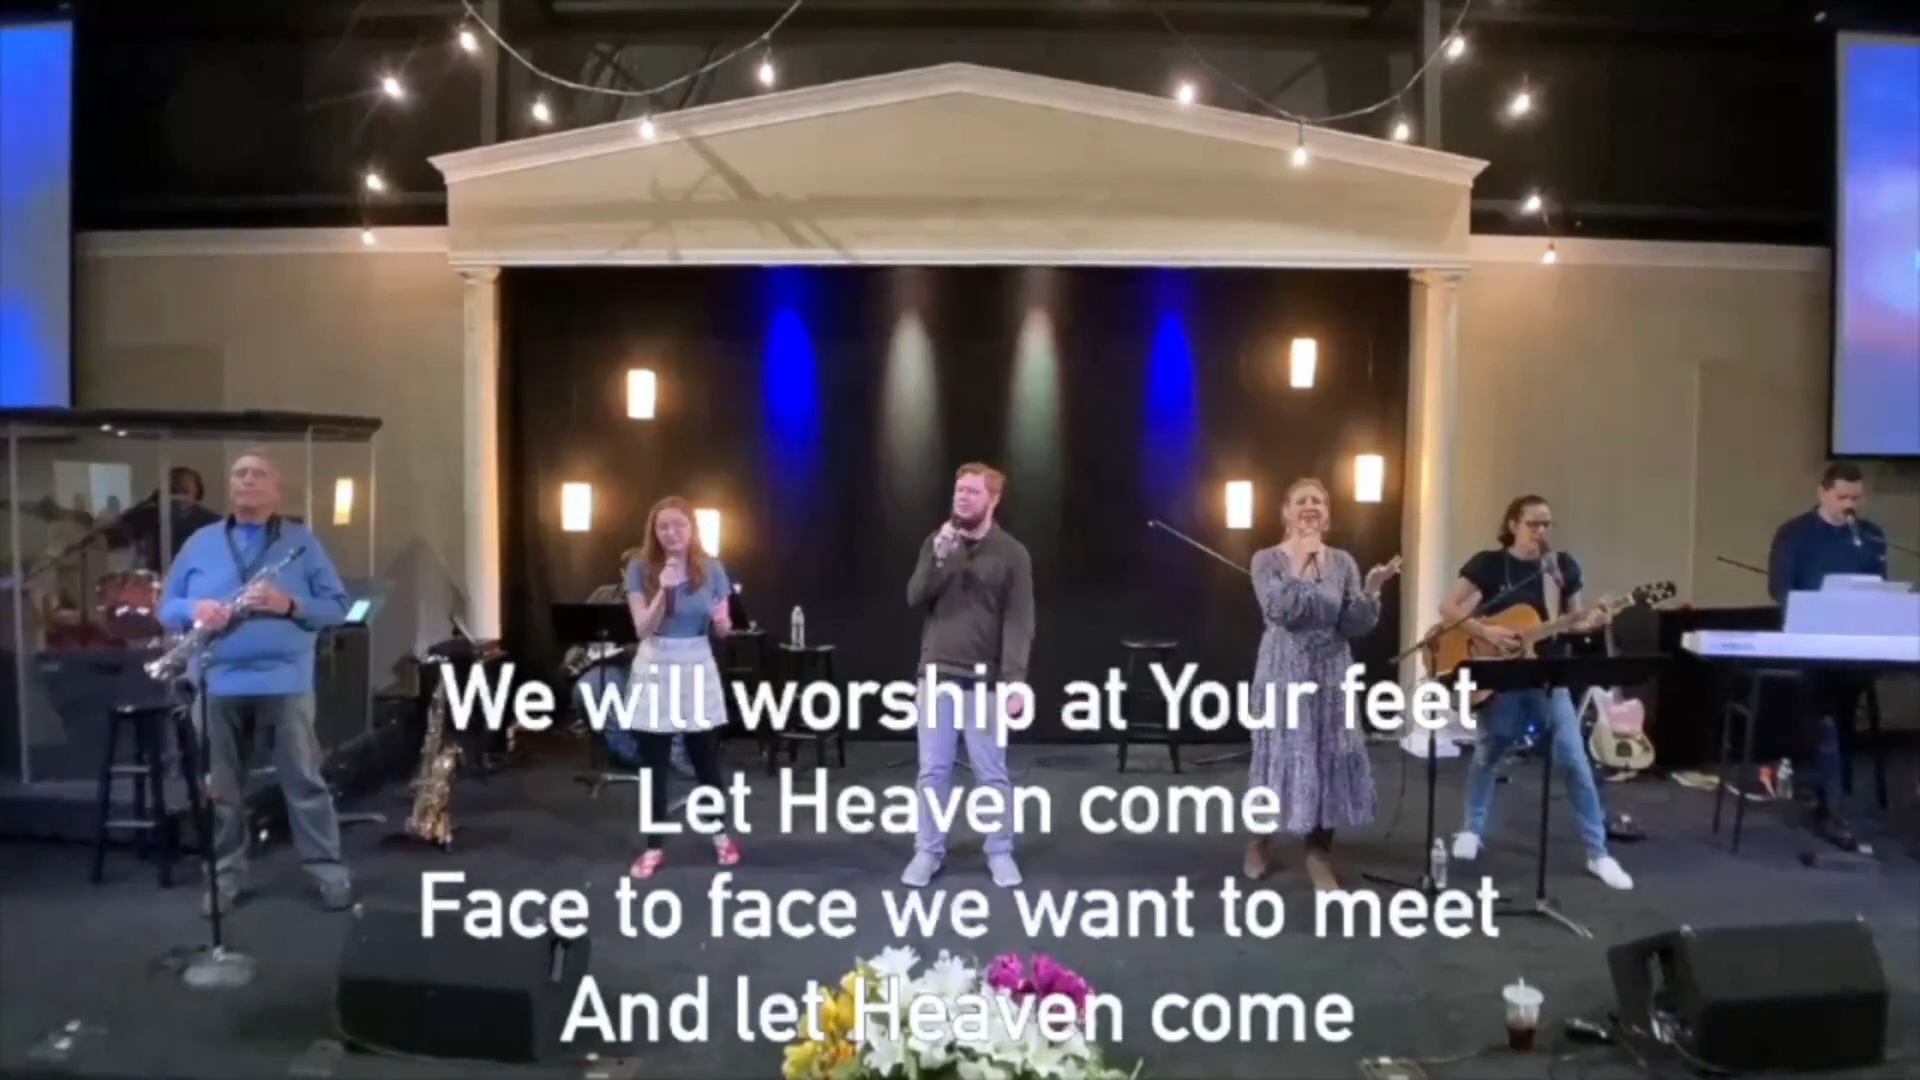 We will worship at Your feet
Let Heaven come
Face to face we want to meet
And let Heaven come